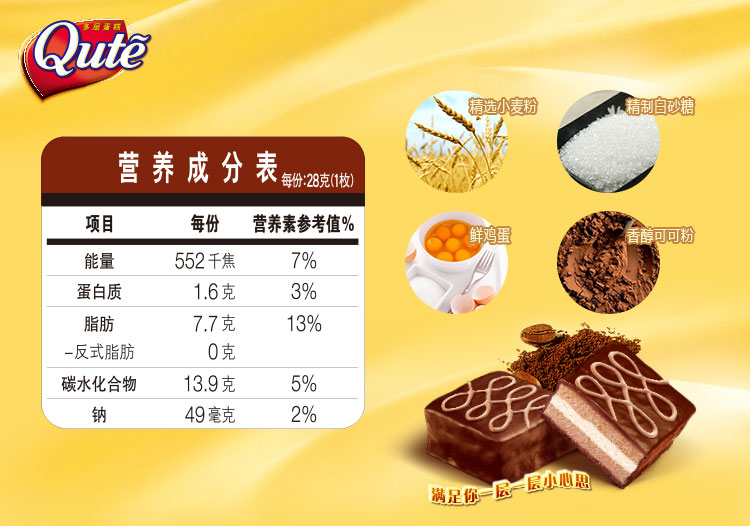 多层蛋糕
Qutē
精选小麦粉
精制白砂糖
营养成分表 每份:28克(1枚)
项目 每份 营养素参考值%
能量 552千焦 7%
蛋白质 1.6克 3%
脂肪 7.7克 13%
-反式脂肪 0克
碳水化合物 13.9克 5%
钠 49毫克 2%
鲜鸡蛋
香醇可可粉
满足你一层一层小心思